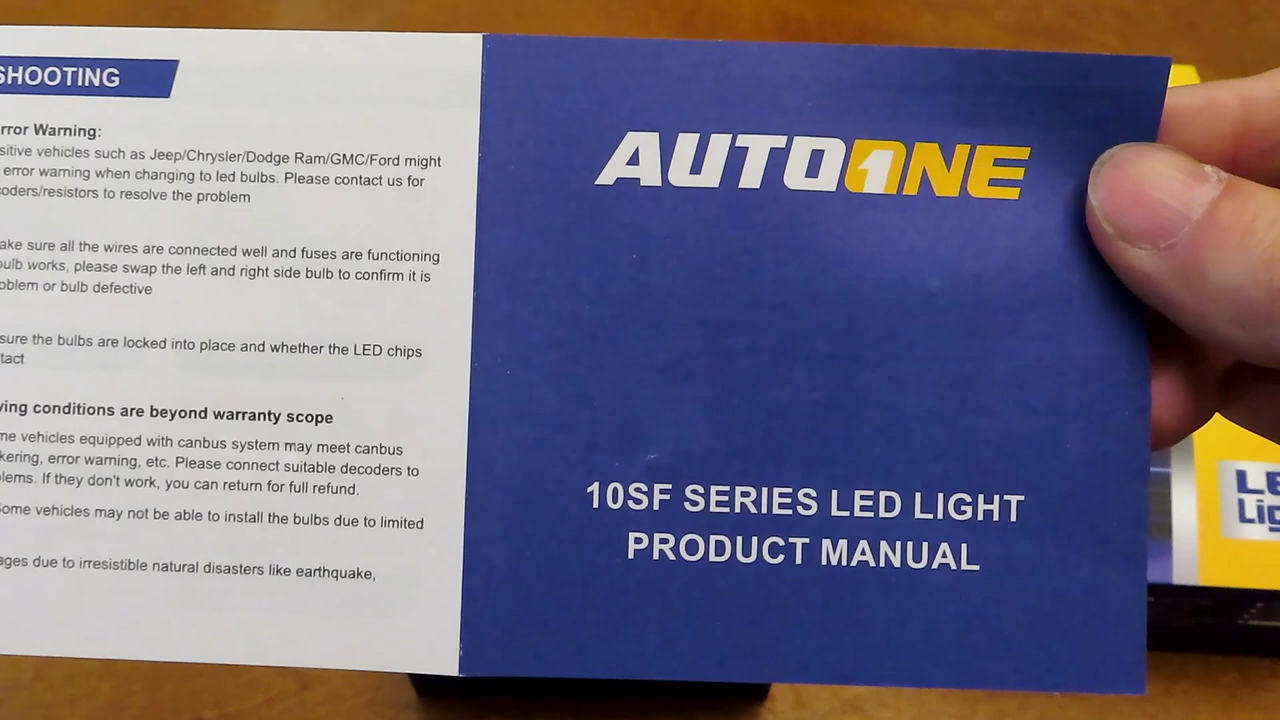 SHOOTING
rror Warning:
sitive vehicles such as Jeep/Chrysler/Dodge Ram/GMC/Ford might
error warning when changing to led bulbs. Please contact us for
coders/resistors to resolve the problem
ake sure all the wires are connected well and fuses are functioning
bulb works, please swap the left and right side bulb to confirm it is
oblem or bulb defective
sure the bulbs are locked into place and whether the LED chips
tact
ving conditions are beyond warranty scope
me vehicles equipped with canbus system may meet canbus
kering, error warning, etc. Please connect suitable decoders to
lems. If they don't work, you can return for full refund.
Some vehicles may not be able to install the bulbs due to limited
ages due to irresistible natural disasters like earthquake,
AUTOONE
10SF SERIES LED LIGHT
PRODUCT MANUAL
LE
Lig